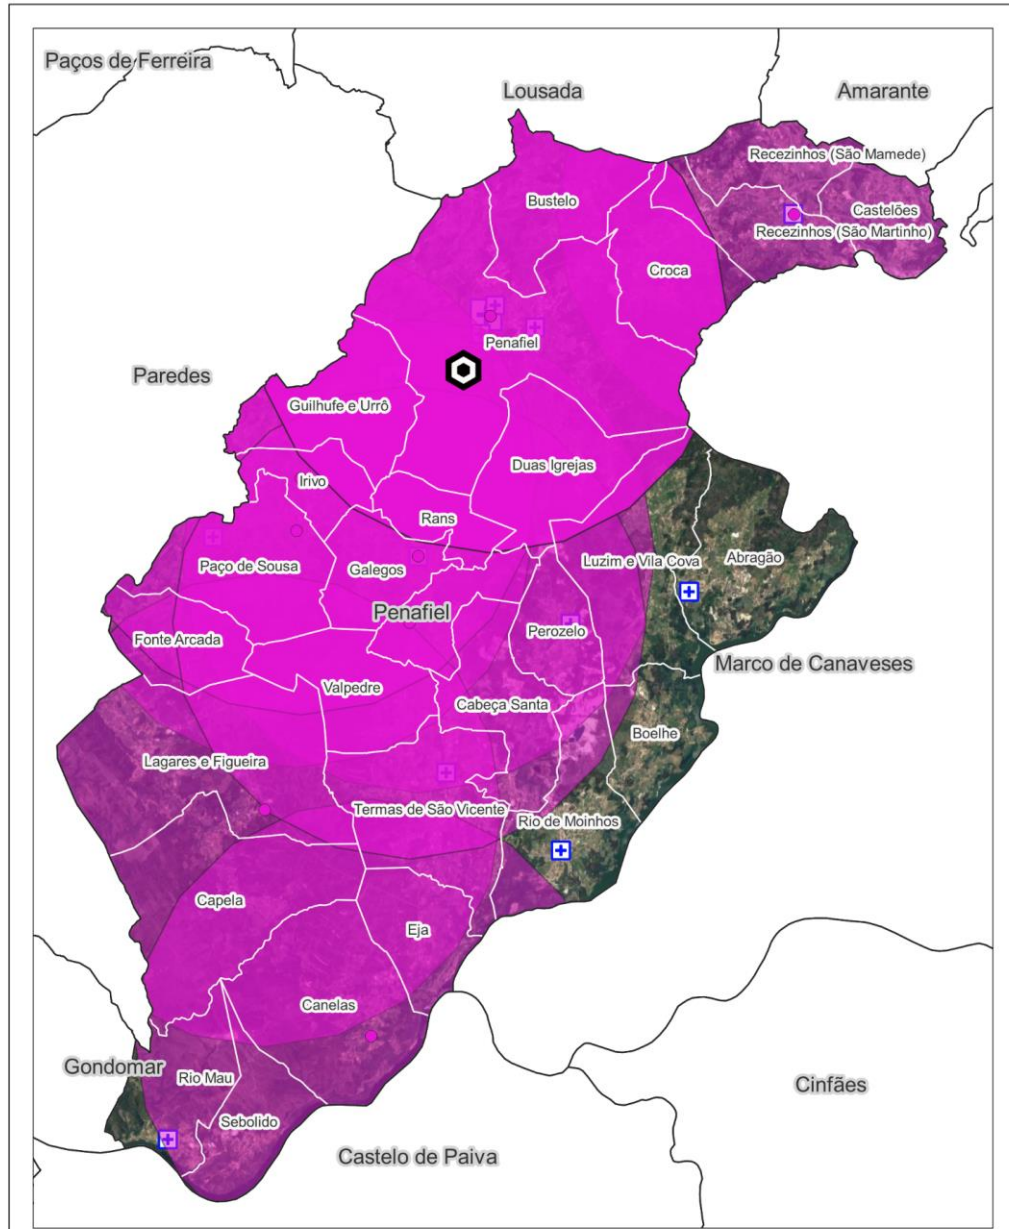 Paços de Ferreira
Lousada
Amarante
Recezinhos (São Mamede)
Bustelo
Castelões
Recezinhos (São Martinho)
Croca
Penafiel
Paredes
Guilhufe e Urrô
Duas Igrejas
Irivo
Rans
Luzim e Vila Cova
Abragão
Paço de Sousa
Galegos
Penafiel
Perozelo
Fonte Arcada
Marco de Canaveses
Valpedre
Cabeça Santa
Boelhe
Lagares e Figueira
Termas de São Vicente
Rio de Moinhos
Capela
Eja
Canelas
Gondomar
Rio Mau
Cinfães
Sebolido
Castelo de Paiva